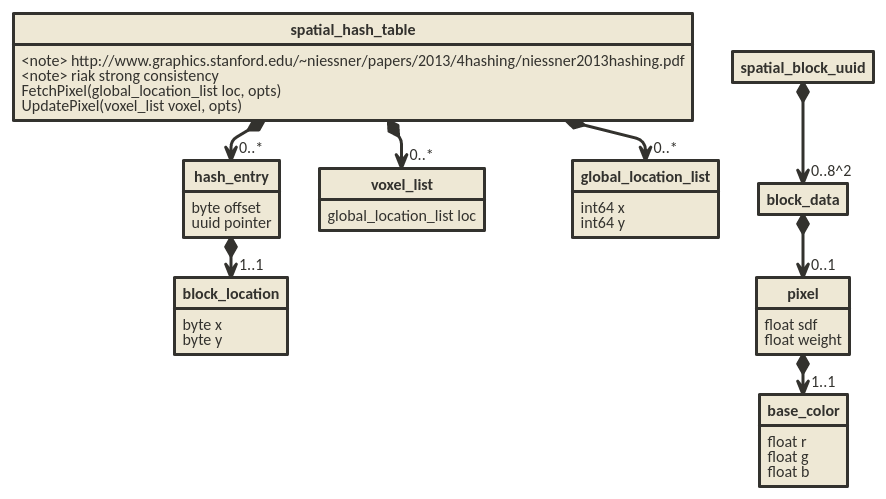 spatial_hash_table
<note> http://www.graphics.stanford.edu/~niessner/papers/2013/4hashing/niessner2013hashing.pdf
<note> riak strong consistency
FetchPixel(global_location_list loc, opts)
UpdatePixel(voxel_list voxel, opts)
spatial_block_uuid
0..*
0..*
0..*
0..8^2
hash_entry
byte offset
uuid pointer
voxel_list
global_location_list loc
global_location_list
int64 x
int64 y
block_data
1..1
0..1
block_location
byte x
byte y
pixel
float sdf
float weight
1..1
base_color
float r
float g
float b